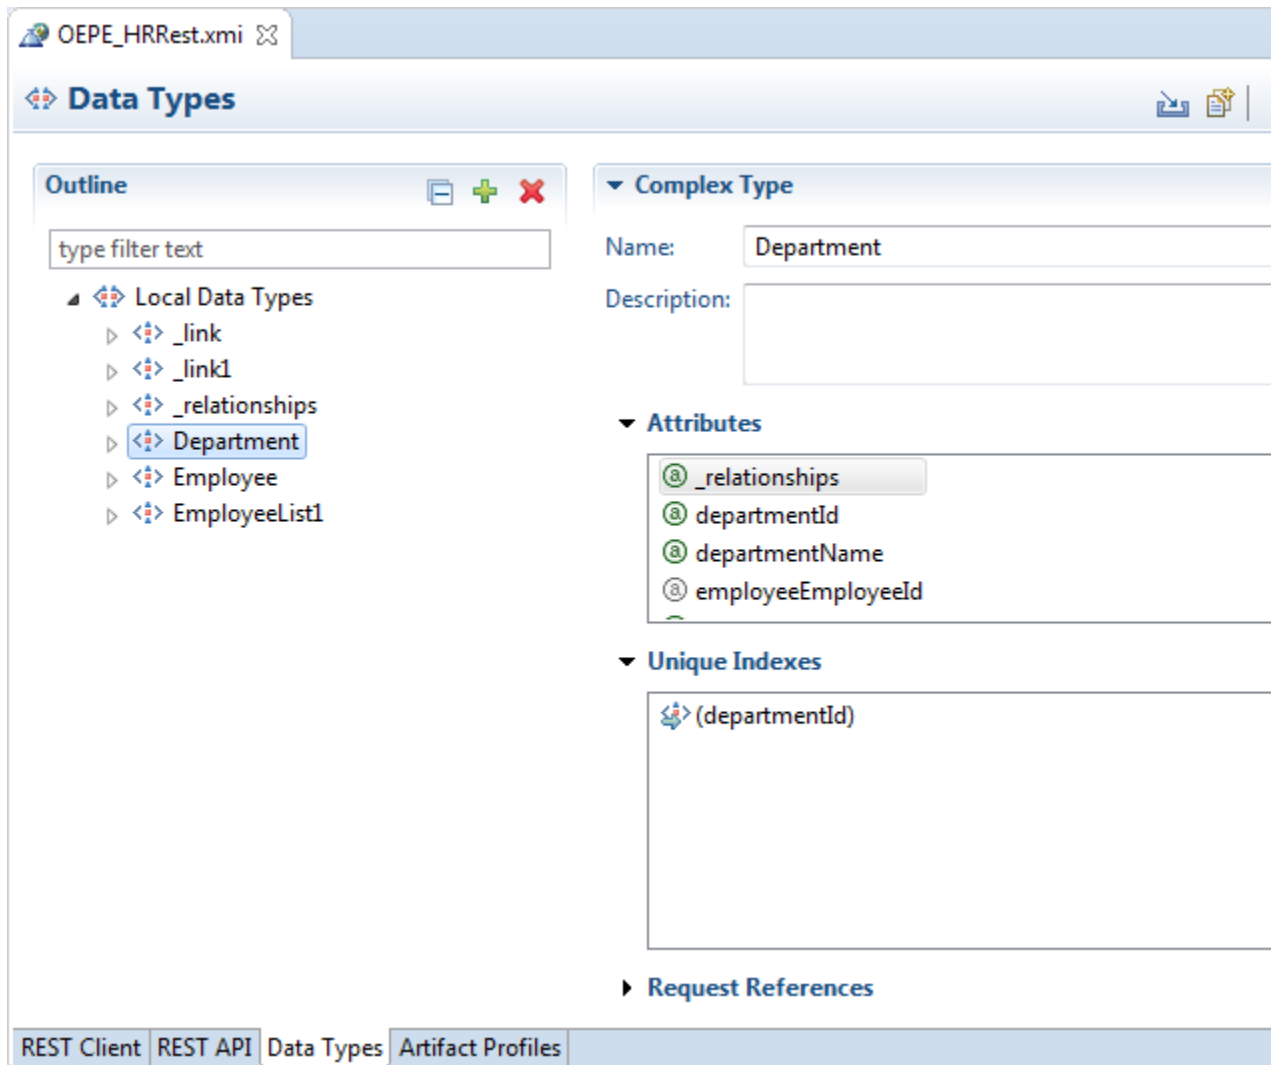 OEPE_HRRest.xmi
Data Types
Outline
type filter text
Local Data Types
_link
_link1
_relationships
Department
Employee
EmployeeList1
Complex Type
Name: Department
Description:
Attributes
_relationships
departmentId
departmentName
employeeEmployeeId
Unique Indexes
(departmentId)
Request References
REST Client REST API Data Types Artifact Profiles